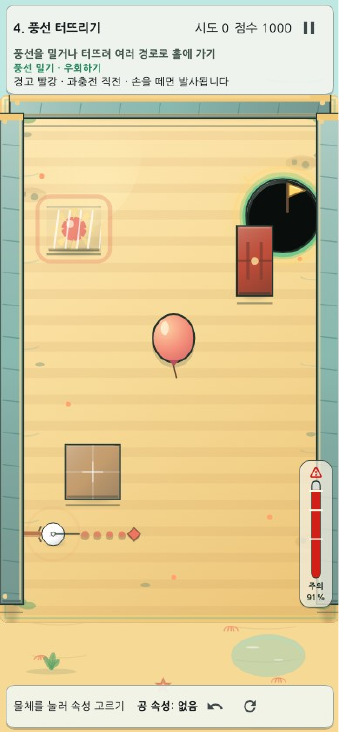 4. 풍선 터뜨리기
시도 0 점수 1000
풍선을 밀거나 터뜨려 여러 경로로 홀에 가기
풍선 밀기 · 우회하기
경고 빨강 · 과충전 직전 · 손을 떼면 발사됩니다
주의
91%
물체를 눌러 속성 고르기 공 속성: 없음